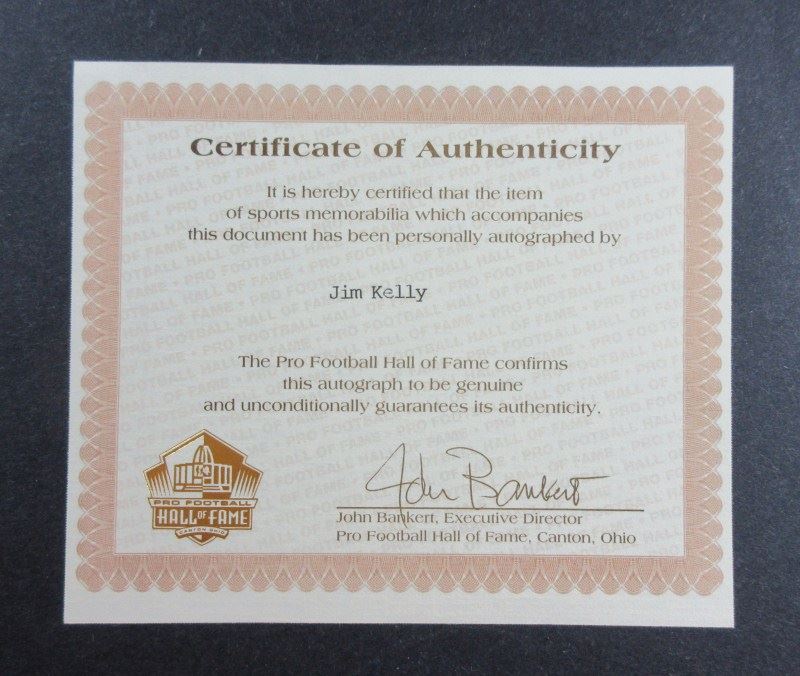 Certificate of Authenticity
It is hereby certified that the item
of sports memorabilia which accompanies
this document has been personally autographed by
Jim Kelly
The Pro Football Hall of Fame confirms
this autograph to be genuine
and unconditionally guarantees its authenticity.
PRO FOOTBALL
HALL OF FAME
CANTON, OHIO
John Bankert
John Bankert, Executive Director
Pro Football Hall of Fame, Canton, Ohio